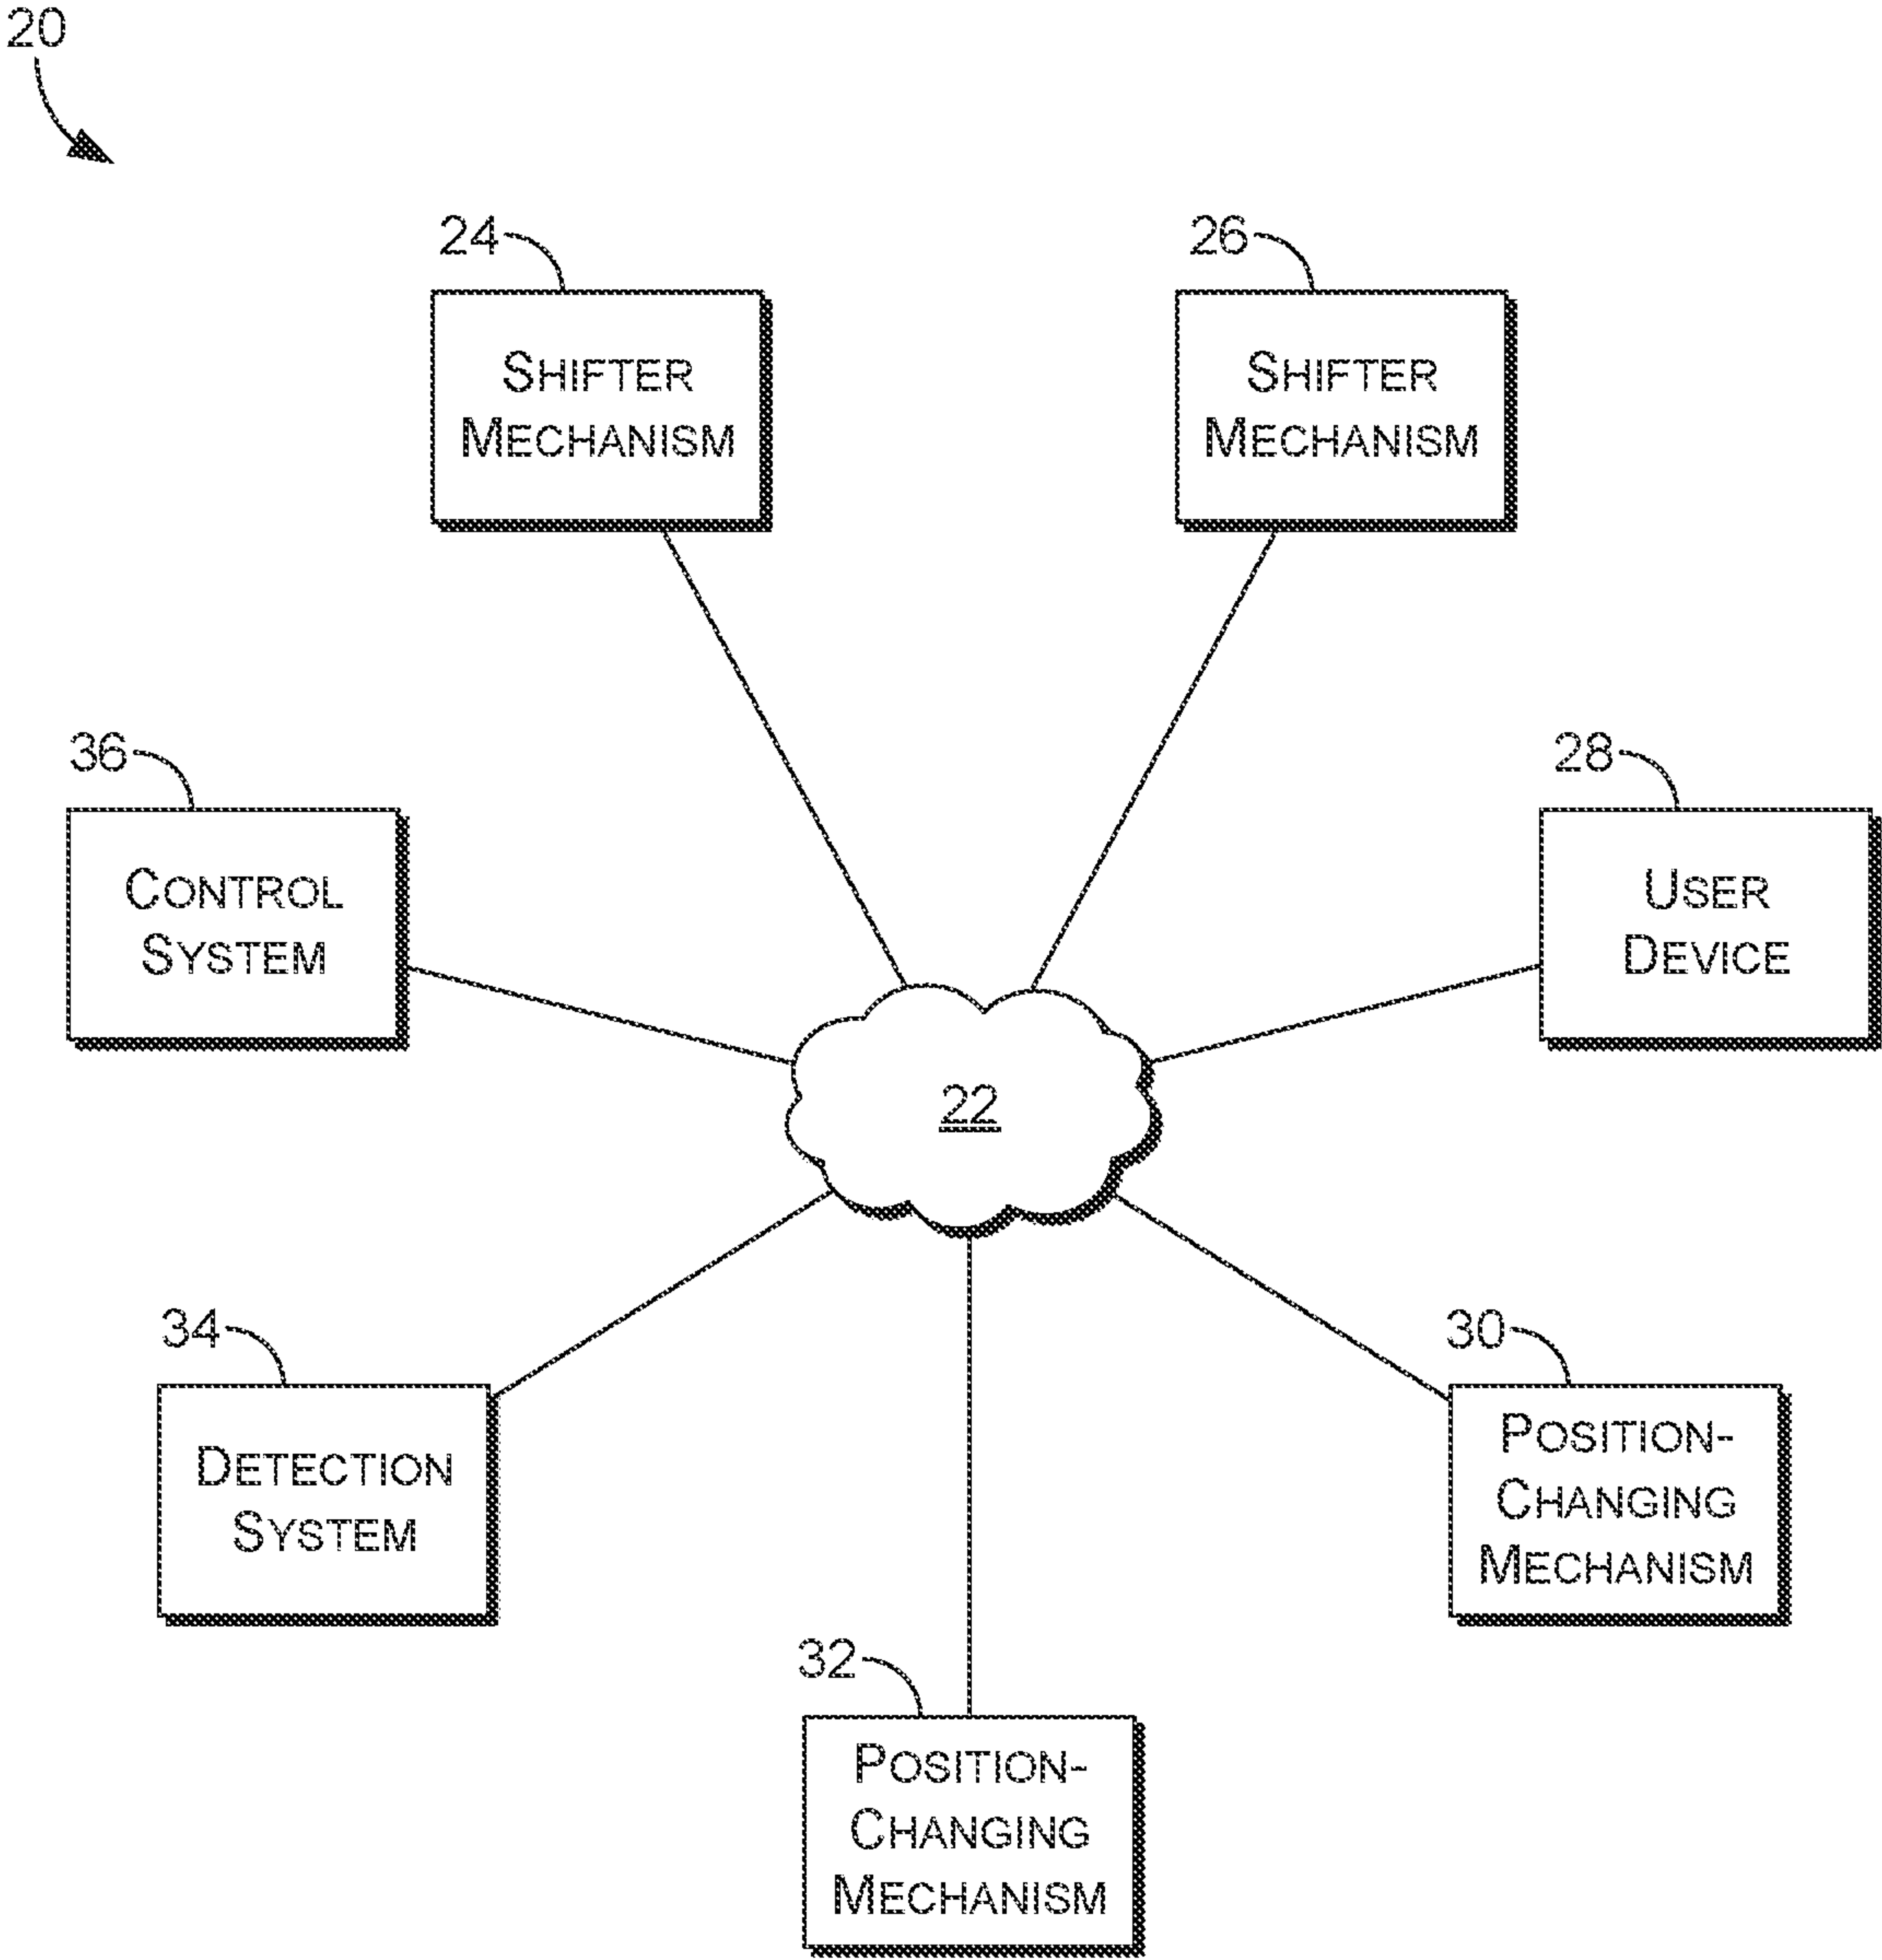 20
24
26
SHIFTER
MECHANISM
SHIFTER
MECHANISM
36
28
CONTROL
SYSTEM
USER
DEVICE
22
34
30
DETECTION
SYSTEM
POSITION-
CHANGING
MECHANISM
32
POSITION-
CHANGING
MECHANISM